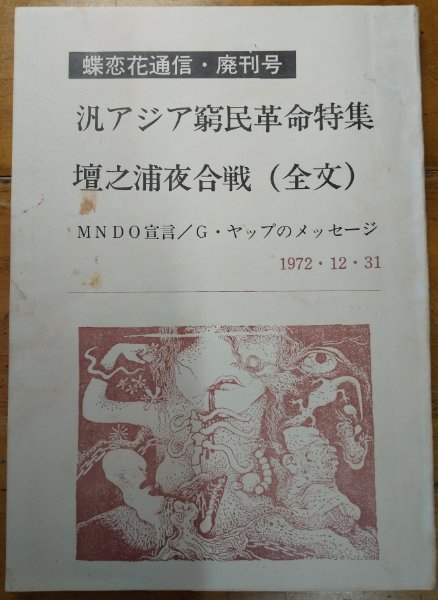 蝶恋花通信・廃刊号
汎アジア窮民革命特集
壇之浦夜合戦(全文)
MNDO宣言/G・ヤップのメッセージ
1972・12・31